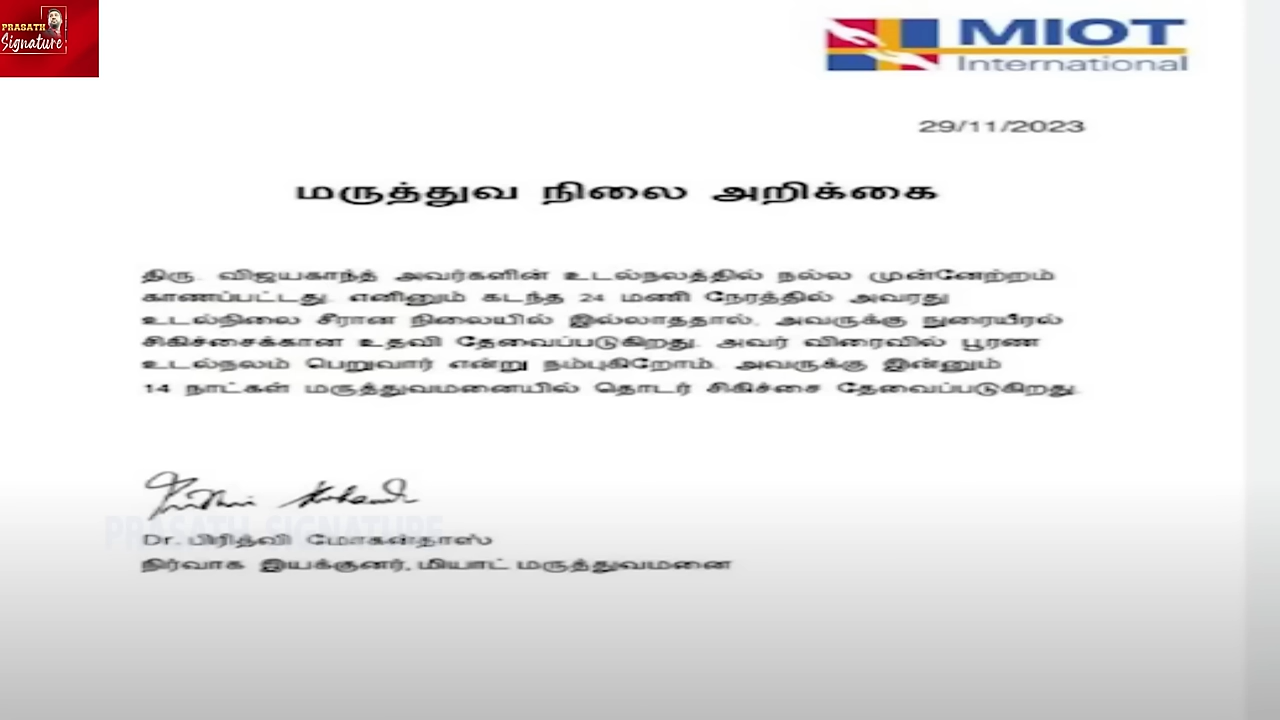 PRASATH
Signature
MIOT
International
29/11/2023
மருத்துவ நிலை அறிக்கை
திரு. விஜயகாந்த் அவர்களின் உடல்நலத்தில் நல்ல முன்னேற்றம்
காணப்பட்டது. எனினும் கடந்த 24 மணி நேரத்தில் அவரது
உடல்நிலை சீரான நிலையில் இல்லாததால், அவருக்கு நுரையீரல்
சிகிச்சைக்கான உதவி தேவைப்படுகிறது. அவர் விரைவில் பூரண
உடல்நலம் பெறுவார் என்று நம்புகிறோம். அவருக்கு இன்னும்
14 நாட்கள் மருத்துவமனையில் தொடர் சிகிச்சை தேவைப்படுகிறது.
PRASATH SIGNATURE
Dr. பிரித்வி மோகன்தாஸ்
நிர்வாக இயக்குனர், மியாட் மருத்துவமனை